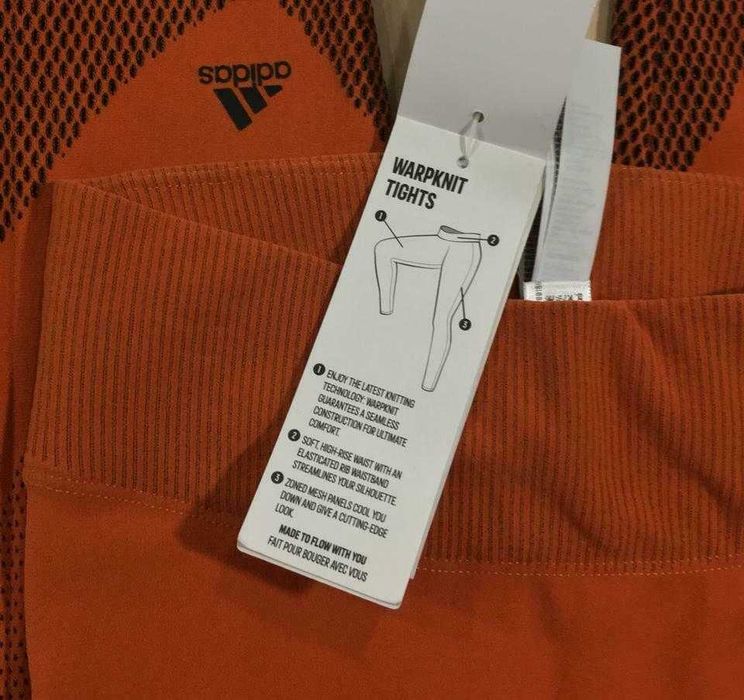 adidas
WARPKNIT
TIGHTS
1
2
3
1 ENJOY THE LATEST KNITTING
TECHNOLOGY: WARPKNIT
GUARANTEES A SEAMLESS
CONSTRUCTION FOR ULTIMATE
COMFORT.
2 SOFT, HIGH-RISE WAIST WITH AN
ELASTICATED RIB WAISTBAND
STREAMLINES YOUR SILHOUETTE.
3 ZONED MESH PANELS COOL YOU
DOWN AND GIVE A CUTTING-EDGE
LOOK
MADE TO FLOW WITH YOU
FAIT POUR BOUGER AVEC VOUS